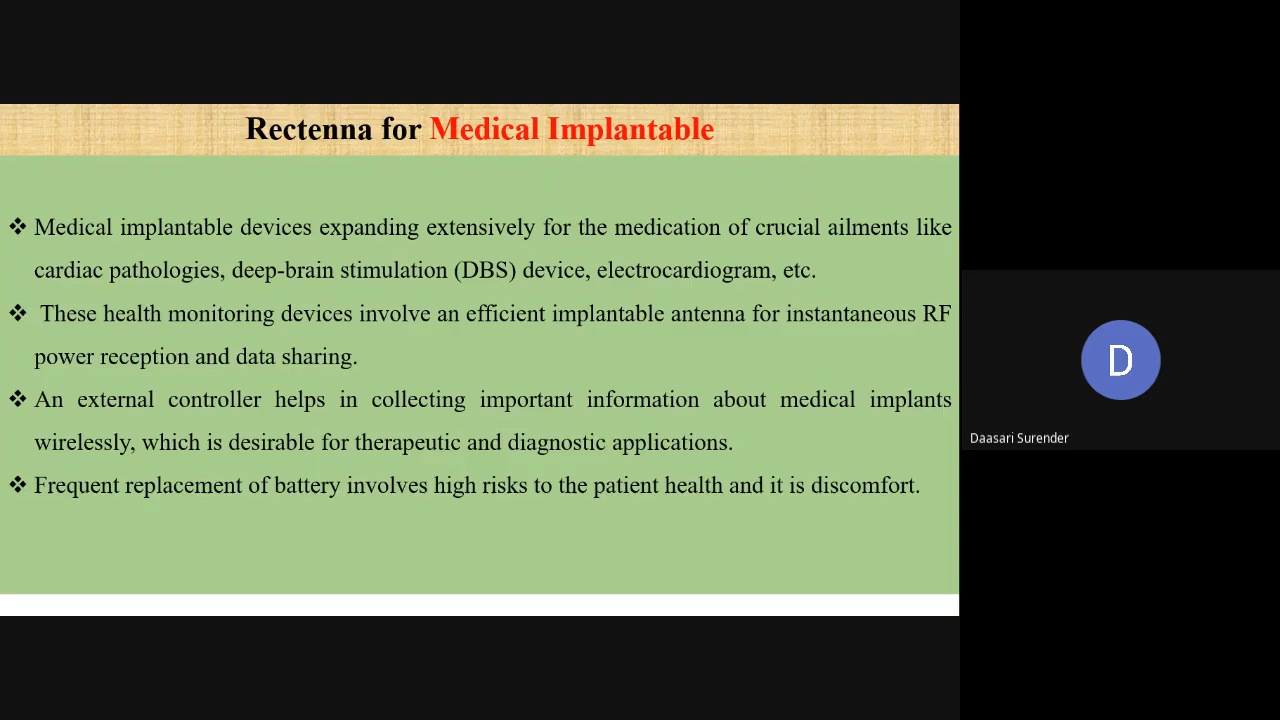 Rectenna for Medical Implantable
❖ Medical implantable devices expanding extensively for the medication of crucial ailments like
cardiac pathologies, deep-brain stimulation (DBS) device, electrocardiogram, etc.
❖ These health monitoring devices involve an efficient implantable antenna for instantaneous RF
power reception and data sharing.
❖ An external controller helps in collecting important information about medical implants
wirelessly, which is desirable for therapeutic and diagnostic applications.
❖ Frequent replacement of battery involves high risks to the patient health and it is discomfort.
D
Daasari Surender